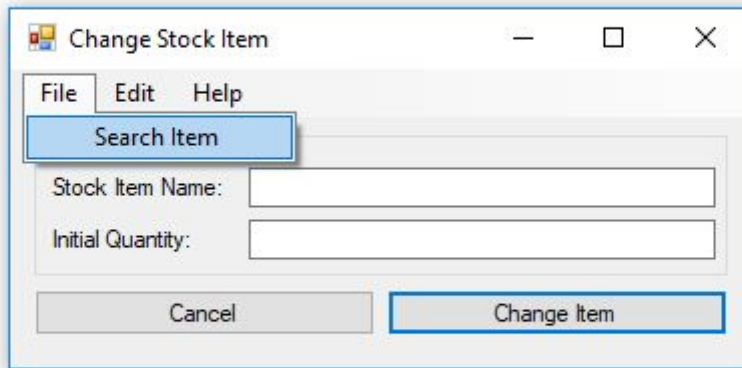 Change Stock Item
File Edit Help
Search Item
Stock Item Name:
Initial Quantity:
Cancel Change Item